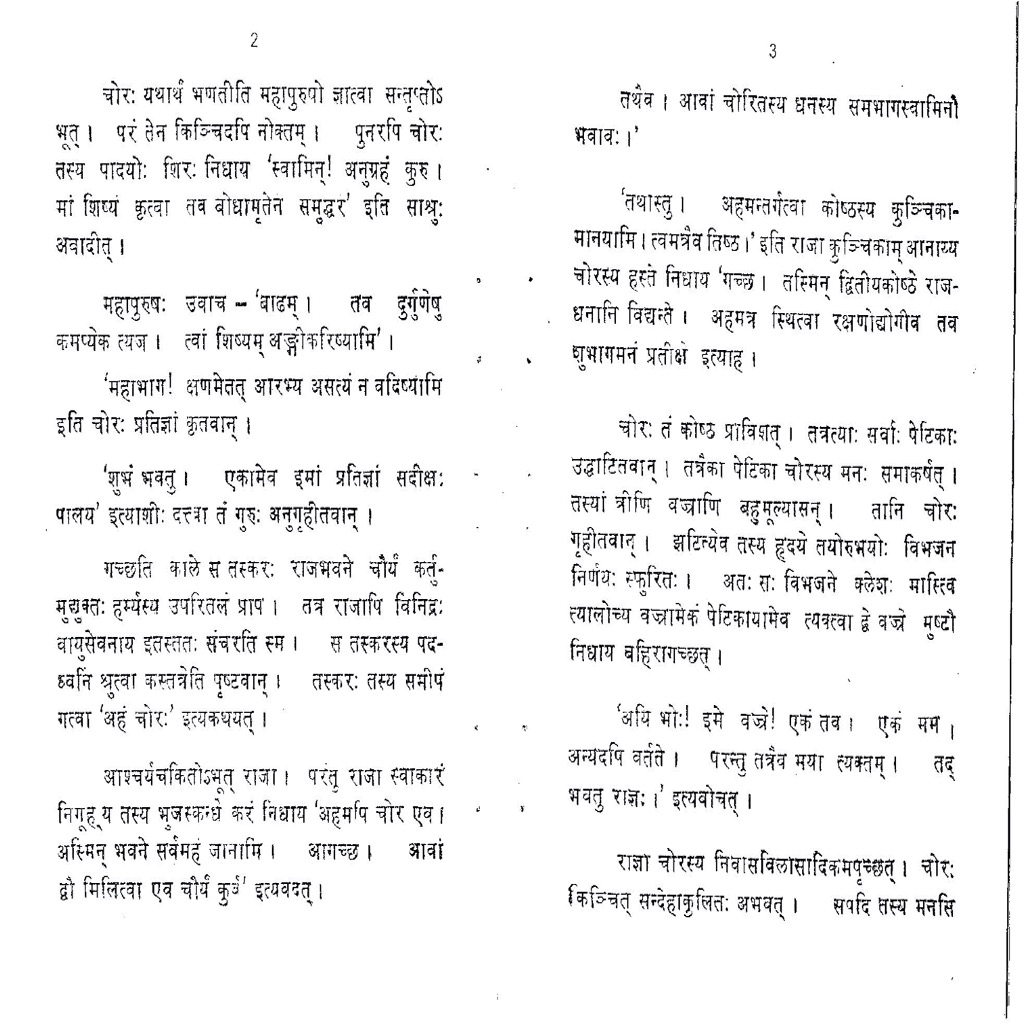 2
चोरः यथार्थं भणतीति महापुरुषो ज्ञात्वा सन्तृप्तोऽ
भूत् । परं तेन किञ्चिदपि नोक्तम् । पुनरपि चोरः
तस्य पादयोः शिरः निधाय 'स्वामिन्! अनुग्रहं कुरु ।
मां शिष्यं कृत्वा तव बोधामृतेन समुद्धर' इति साश्रुः
अवादीत् ।
महापुरुषः उवाच – 'बाढम् । तव दुर्गुणेषु
कमप्येकं त्यज । त्वां शिष्यम् अङ्गीकरिष्यामि' ।
'महाभाग! क्षणमेतत् आरभ्य असत्यं न वदिष्यामि
इति चोरः प्रतिज्ञां कृतवान् ।
'शुभं भवतु । एकामेव इमां प्रतिज्ञां सदीक्षः
पालय' इत्याशीः दत्त्वा तं गुरुः अनुगृहीतवान् ।
गच्छति काले स तस्करः राजभवने चौर्यं कर्तु-
मुद्युक्तः हर्म्यस्य उपरितलं प्राप । तत्र राजापि विनिद्रः
वायुसेवनाय इतस्ततः संचरति स्म । स तस्करस्य पद-
ध्वनिं श्रुत्वा कस्तत्रेति पृष्टवान् । तस्करः तस्य समीपं
गत्वा 'अहं चोरः' इत्यकथयत् ।
आश्चर्यचकितोऽभूत् राजा । परंतु राजा स्वाकारं
निगूह्य तस्य भुजस्कन्धे करं निधाय 'अहमपि चोर एव ।
अस्मिन् भवने सर्वमहं जानामि । आगच्छ । आवां
द्वौ मिलित्वा एव चौर्यं कुर्वः' इत्यवदत् ।
3
तथैव । आवां चोरितस्य धनस्य समभागस्वामिनौ
भवावः ।'
'तथास्तु । अहमन्तर्गत्वा कोष्ठस्य कुञ्चिका-
मानयामि । त्वमत्रैव तिष्ठ ।' इति राजा कुञ्चिकाम् आनाय्य
चोरस्य हस्ते निधाय 'गच्छ । तस्मिन् द्वितीयकोष्ठे राज-
धनानि विद्यन्ते । अहमत्र स्थित्वा रक्षणोद्योगीव तव
शुभागमनं प्रतीक्षे इत्याह ।
चोरः तं कोष्ठ प्राविशत् । तत्रत्याः सर्वाः पेटिकाः
उद्घाटितवान् । तत्रैका पेटिका चोरस्य मनः समाकर्षत् ।
तस्यां त्रीणि वज्राणि बहुमूल्यासन् । तानि चोरः
गृहीतवान् । झटित्येव तस्य हृदये तयोरुभयोः विभजन
निर्णयः स्फुरितः । अतः सः विभजने क्लेशः मास्त्वि
त्यालोच्य वज्रामेकं पेटिकायामेव त्यक्त्वा द्वे वज्रे मुष्टौ
निधाय बहिरागच्छत् ।
'अयि भोः! इमे वज्रे! एकं तव । एकं मम ।
अन्यदपि वर्तते । परन्तु तत्रैव मया त्यक्तम् । तद्
भवतु राज्ञः ।' इत्यवोचत् ।
राज्ञा चोरस्य निवासविलासादिकमपृच्छत् । चोरः
किञ्चित् सन्देहाकुलितः अभवत् । सपदि तस्य मनसि